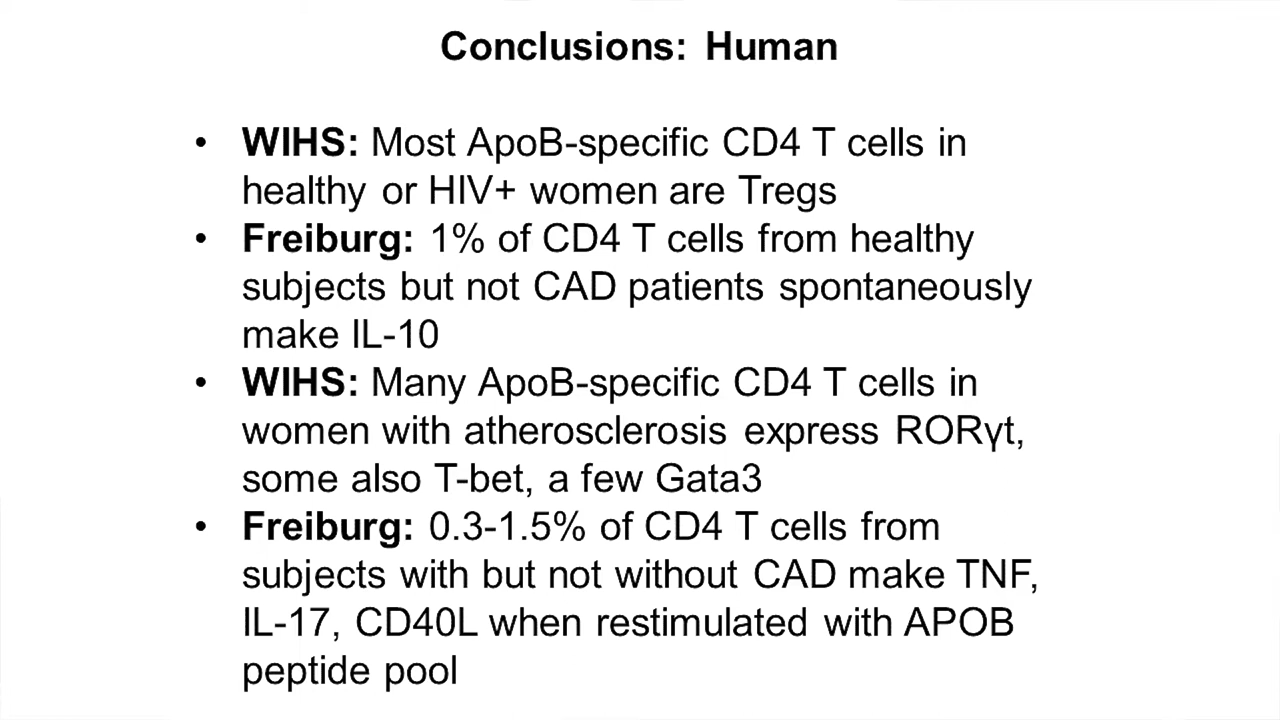 Conclusions: Human
• WIHS: Most ApoB-specific CD4 T cells in
healthy or HIV+ women are Tregs
• Freiburg: 1% of CD4 T cells from healthy
subjects but not CAD patients spontaneously
make IL-10
• WIHS: Many ApoB-specific CD4 T cells in
women with atherosclerosis express RORγt,
some also T-bet, a few Gata3
• Freiburg: 0.3-1.5% of CD4 T cells from
subjects with but not without CAD make TNF,
IL-17, CD40L when restimulated with APOB
peptide pool